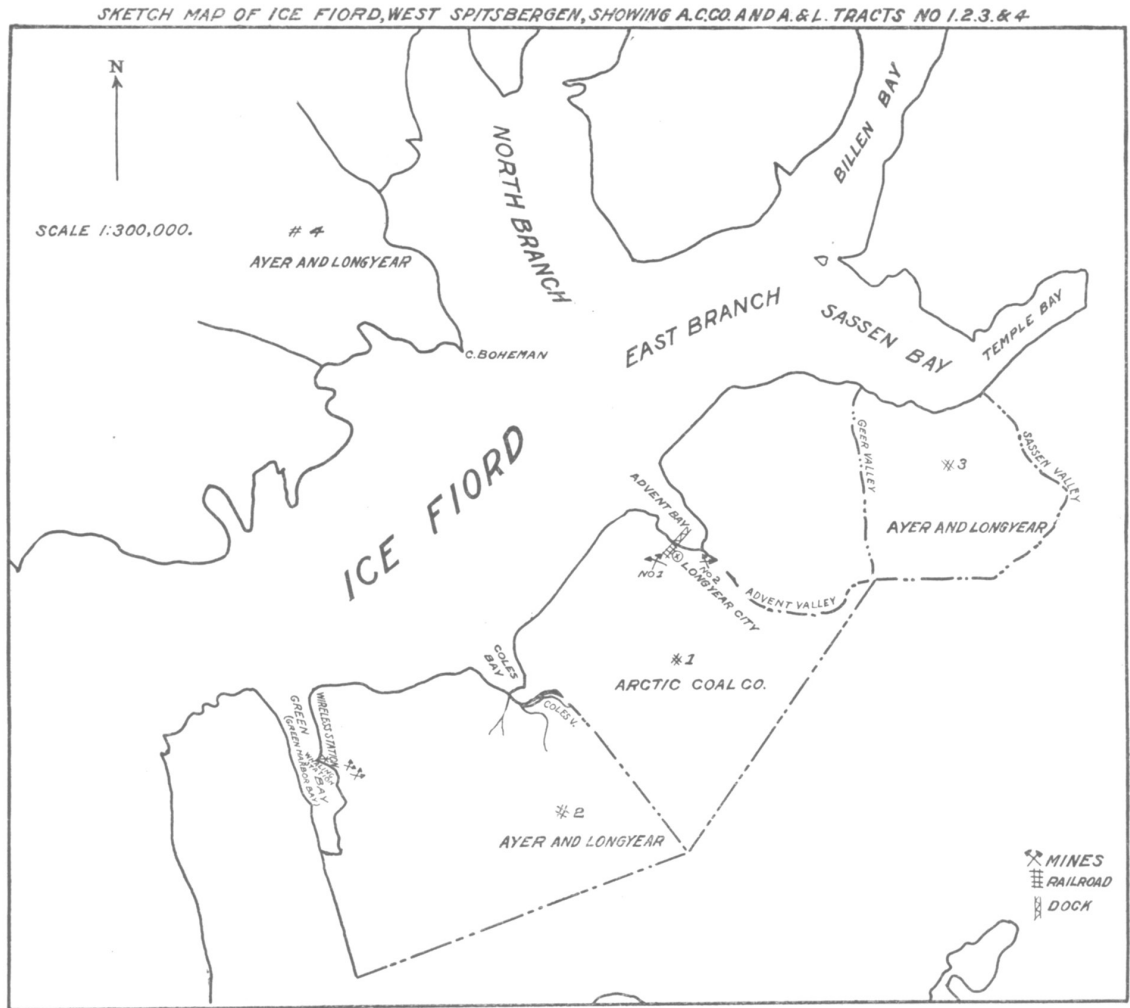 SKETCH MAP OF ICE FIORD, WEST SPITSBERGEN, SHOWING A.C.CO. AND A.& L. TRACTS NO 1.2.3.& 4
N
BILLEN BAY
NORTH BRANCH
SCALE 1:300,000.
# 4
AYER AND LONGYEAR
EAST BRANCH
SASSEN BAY
TEMPLE BAY
C. BOHEMAN
GEER VALLEY
SASSEN VALLEY
#3
AYER AND LONGYEAR
ICE FIORD
ADVENT BAY
NO 1
NO 2
LONGYEAR CITY
ADVENT VALLEY
#1
ARCTIC COAL CO.
COLES
BAY
COLES V.
WIRELESS STATION
GREEN
BAY
(GREEN HARBOR BAY)
#2
AYER AND LONGYEAR
MINES
RAILROAD
DOCK